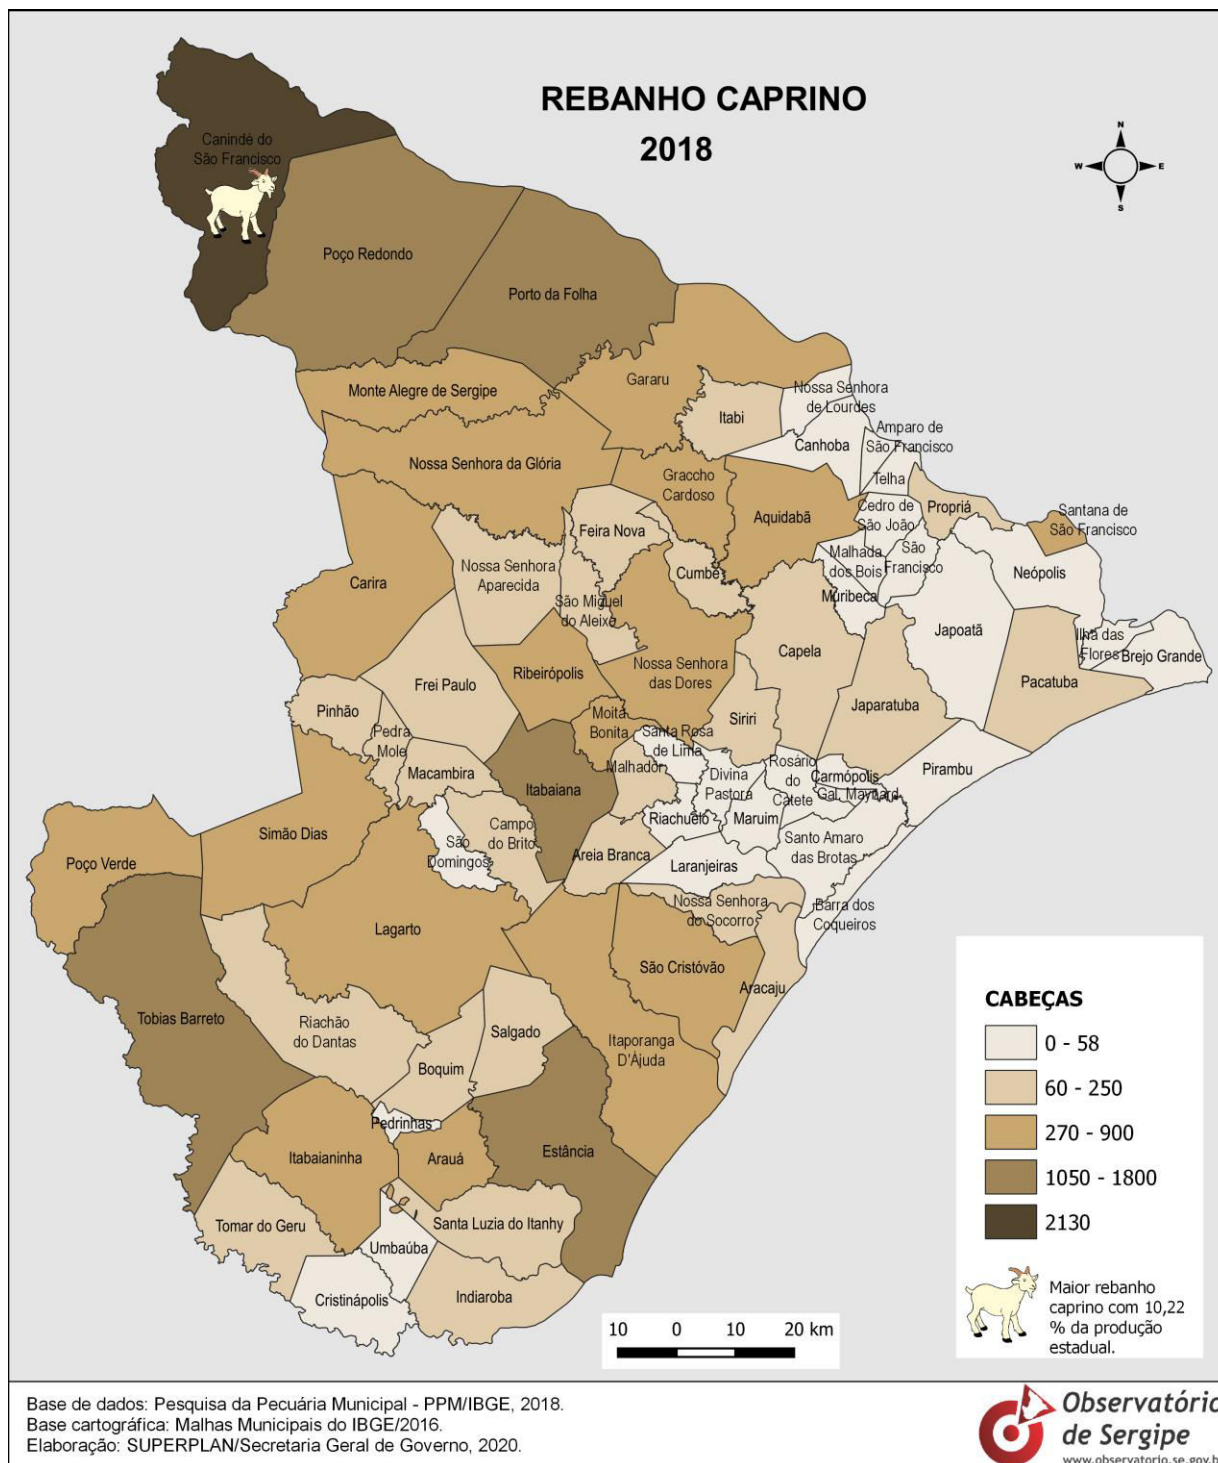 REBANHO CAPRINO
2018
N
W
E
S
Canindé do
São Francisco
Poço Redondo
Porto da Folha
Monte Alegre de Sergipe
Gararu
Nossa Senhora
de Lourdes
Itabi
Amparo de
São Francisco
Canhoba
Nossa Senhora da Glória
Graccho
Cardoso
Telha
Aquidabã
Cedro de
São João
Propriá
Santana de
São Francisco
Feira Nova
Nossa Senhora
Aparecida
Cumbe
Malhada
dos Bois
São
Francisco
Neópolis
Carira
São Miguel
do Aleixo
Muribeca
Japoatã
Ilha das
Flores
Brejo Grande
Capela
Nossa Senhora
das Dores
Ribeirópolis
Frei Paulo
Pacatuba
Japaratuba
Siriri
Pinhão
Moita
Bonita
Pedra
Mole
Santa Rosa
de Lima
Malhador
Macambira
Divina
Pastora
Rosário
do
Catete
Carmópolis
Pirambu
Gal. Maynard
Itabaiana
Riachuelo
Maruim
Simão Dias
Campo
do Brito
São
Domingos
Santo Amaro
das Brotas
Areia Branca
Poço Verde
Laranjeiras
Nossa Senhora
do Socorro
Barra dos
Coqueiros
Lagarto
São Cristóvão
Aracaju
Tobias Barreto
Riachão
do Dantas
Salgado
Itaporanga
D'Ajuda
Boquim
Pedrinhas
Estância
Itabaianinha
Arauá
Tomar do Geru
Santa Luzia do Itanhy
Umbaúba
Cristinápolis
Indiaroba
CABEÇAS
0 - 58
60 - 250
270 - 900
1050 - 1800
2130
Maior rebanho
caprino com 10,22
% da produção
estadual.
10 0 10 20 km
Base de dados: Pesquisa da Pecuária Municipal - PPM/IBGE, 2018.
Base cartográfica: Malhas Municipais do IBGE/2016.
Elaboração: SUPERPLAN/Secretaria Geral de Governo, 2020.
Observatório
de Sergipe
www.observatorio.se.gov.b